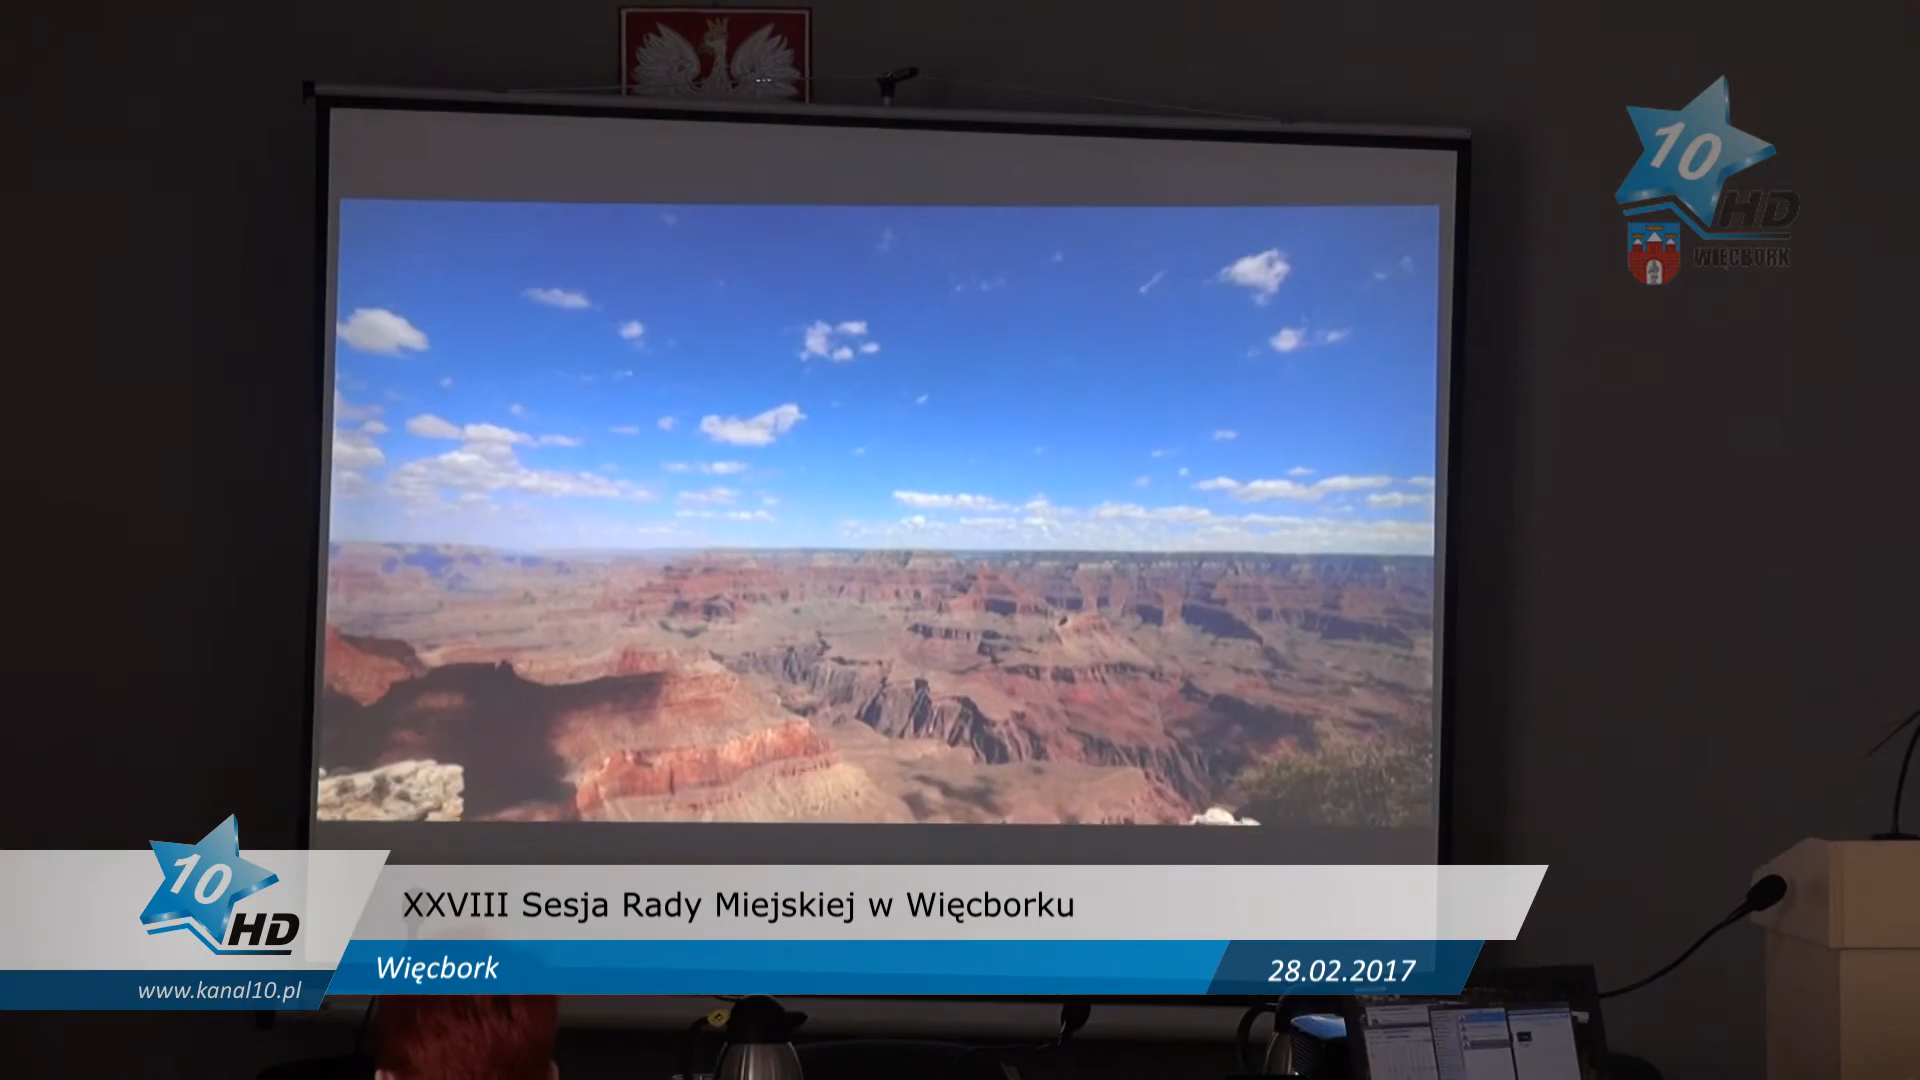 10
HD
WIĘCBORK
10
HD
XXVIII Sesja Rady Miejskiej w Więcborku
Więcbork
28.02.2017
www.kanal10.pl